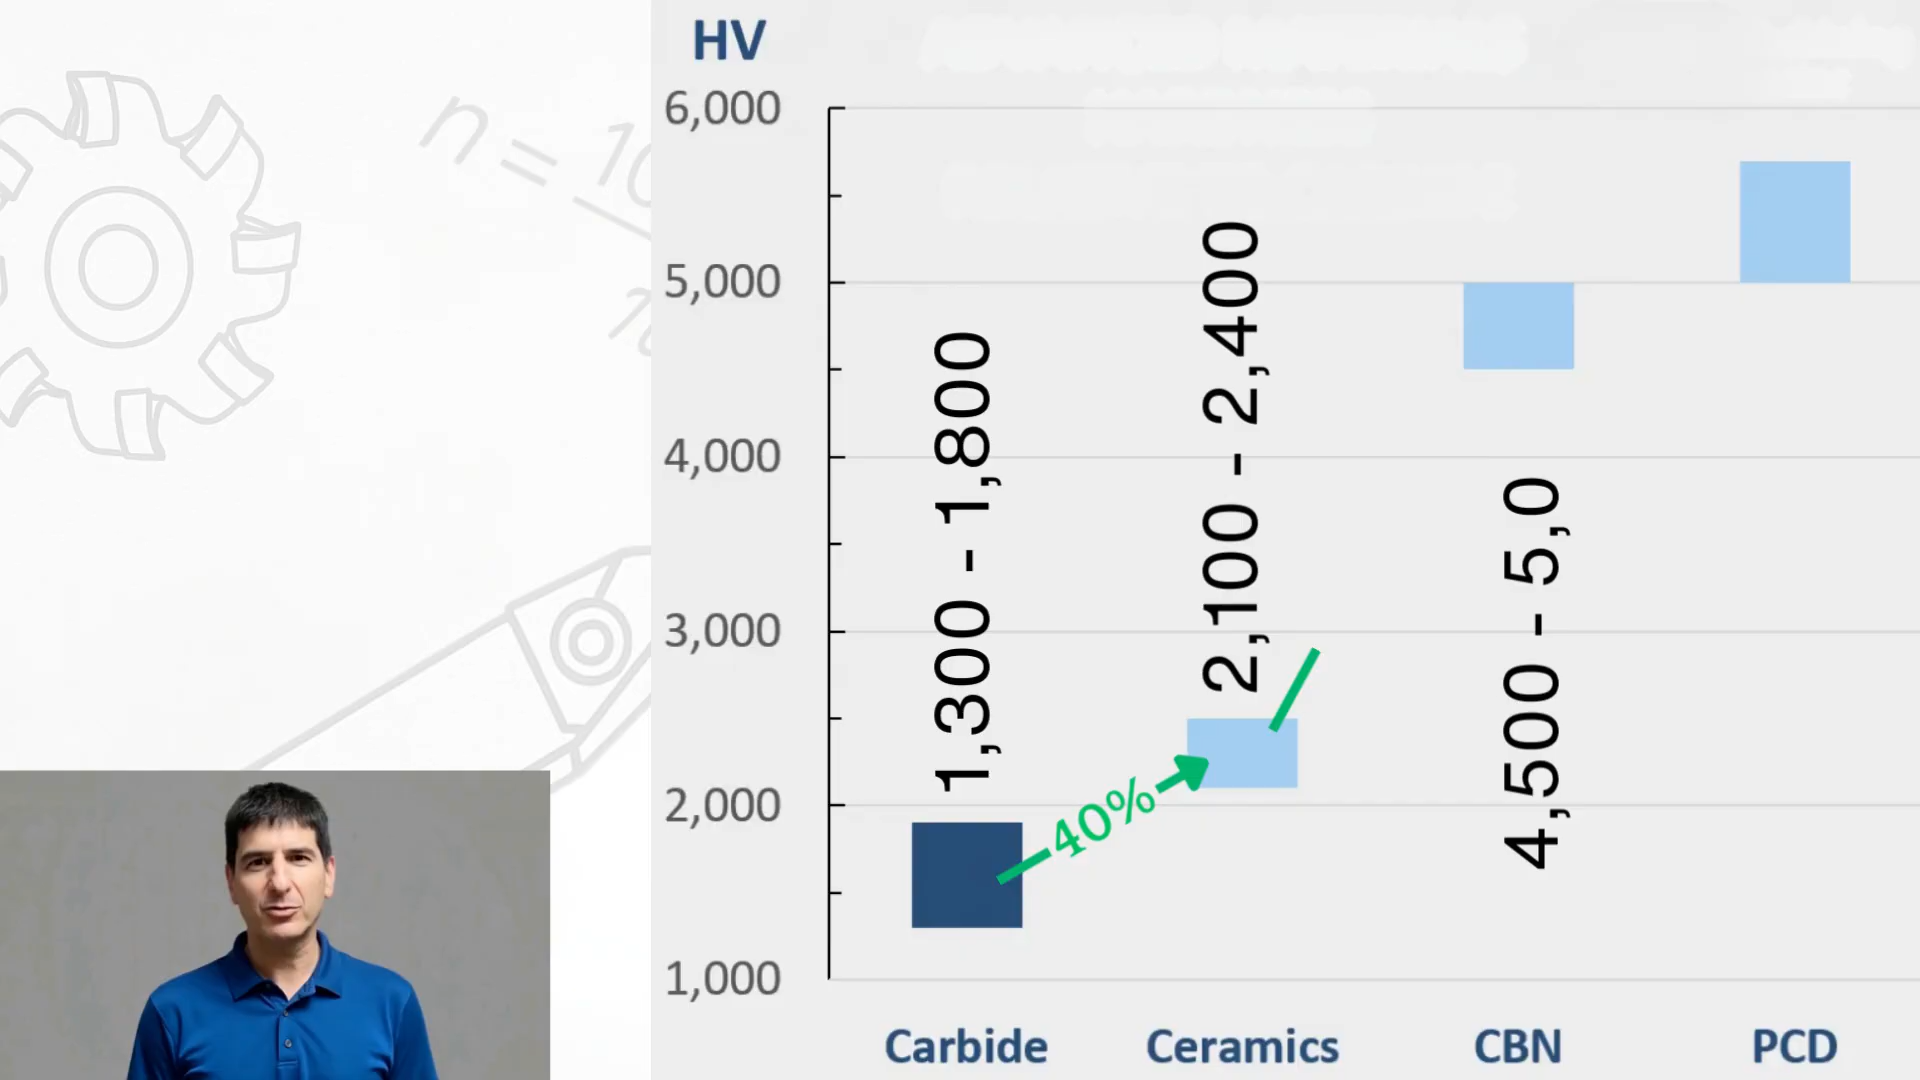 HV
6,000
5,000
4,000
3,000
2,000
1,000
1,300 - 1,800
2,100 - 2,400
4,500 - 5,0
40%
Carbide
Ceramics
CBN
PCD
n = 10